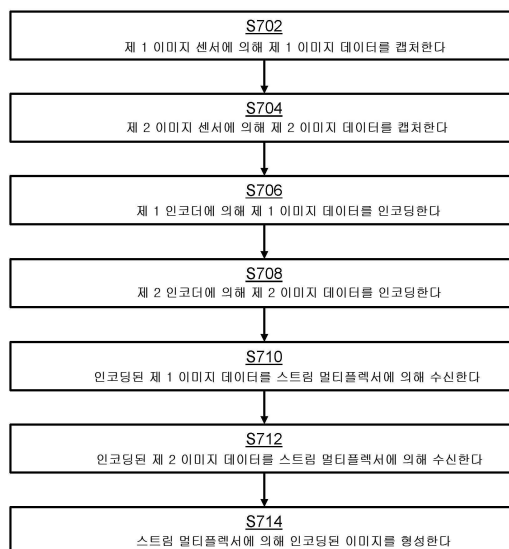 S702
제 1 이미지 센서에 의해 제 1 이미지 데이터를 캡처한다
S704
제 2 이미지 센서에 의해 제 2 이미지 데이터를 캡처한다
S706
제 1 인코더에 의해 제 1 이미지 데이터를 인코딩한다
S708
제 2 인코더에 의해 제 2 이미지 데이터를 인코딩한다
S710
인코딩된 제 1 이미지 데이터를 스트림 멀티플렉서에 의해 수신한다
S712
인코딩된 제 2 이미지 데이터를 스트림 멀티플렉서에 의해 수신한다
S714
스트림 멀티플렉서에 의해 인코딩된 이미지를 형성한다